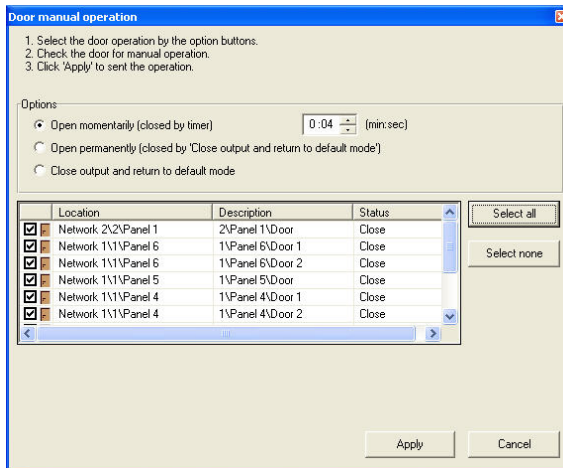 Door manual operation
1. Select the door operation by the option buttons.
2. Check the door for manual operation.
3. Click 'Apply' to sent the operation.
Options
Open momentarily (closed by timer) 0:04 (min:sec)
Open permanently (closed by 'Close output and return to default mode')
Close output and return to default mode
Location Description Status
Network 2\2\Panel 1 2\Panel 1\Door Close
Network 1\1\Panel 6 1\Panel 6\Door 1 Close
Network 1\1\Panel 6 1\Panel 6\Door 2 Close
Network 1\1\Panel 5 1\Panel 5\Door Close
Network 1\1\Panel 4 1\Panel 4\Door 1 Close
Network 1\1\Panel 4 1\Panel 4\Door 2 Close
Select all
Select none
Apply Cancel